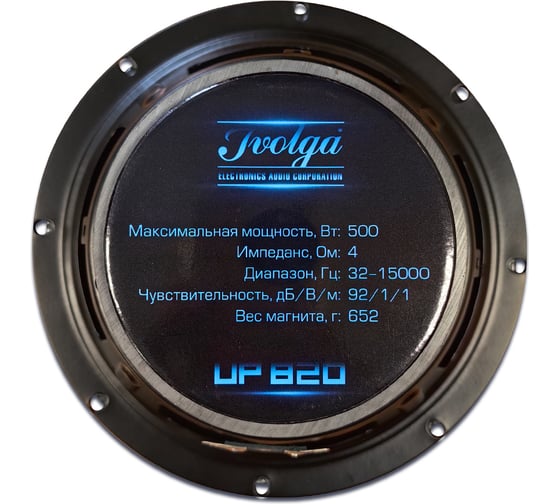 Ivolga
ELECTRONICS AUDIO CORPORATION
Максимальная мощность, Вт: 500
Импеданс, Ом: 4
Диапазон, Гц: 32-15000
Чувствительность, дБ/В/м: 92/1/1
Вес магнита, г: 652
UP 820